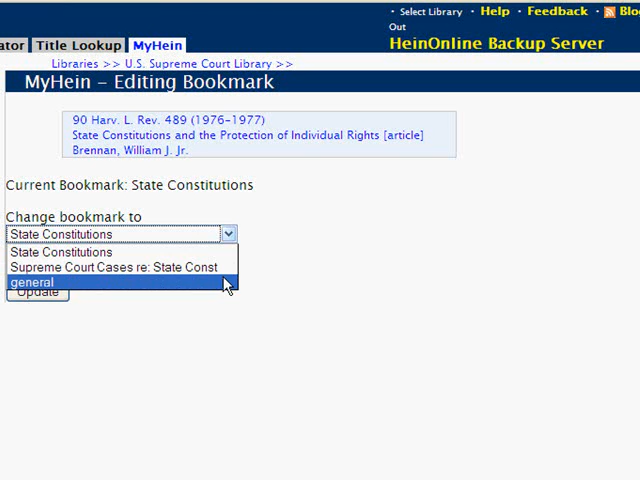 · Select Library · Help · Feedback ·
Out
ator Title Lookup MyHein
HeinOnline Backup Server
Libraries >> U.S. Supreme Court Library >>
MyHein – Editing Bookmark
90 Harv. L. Rev. 489 (1976-1977)
State Constitutions and the Protection of Individual Rights [article]
Brennan, William J. Jr.
Current Bookmark: State Constitutions
Change bookmark to
State Constitutions
State Constitutions
Supreme Court Cases re: State Const
general
Update